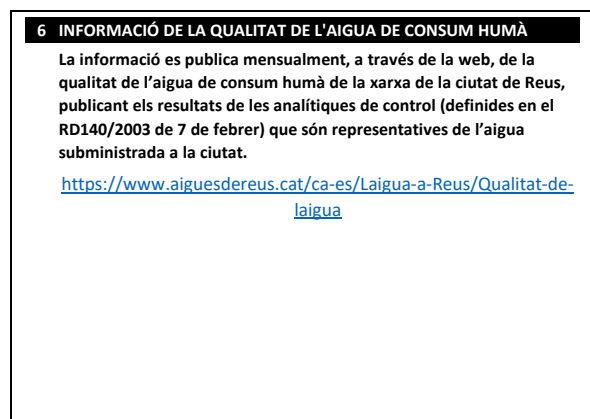 6 INFORMACIÓ DE LA QUALITAT DE L'AIGUA DE CONSUM HUMÀ
La informació es publica mensualment, a través de la web, de la
qualitat de l’aigua de consum humà de la xarxa de la ciutat de Reus,
publicant els resultats de les analítiques de control (definides en el
RD140/2003 de 7 de febrer) que són representatives de l’aigua
subministrada a la ciutat.
https://www.aiguesdereus.cat/ca-es/Laigua-a-Reus/Qualitat-de-
laigua